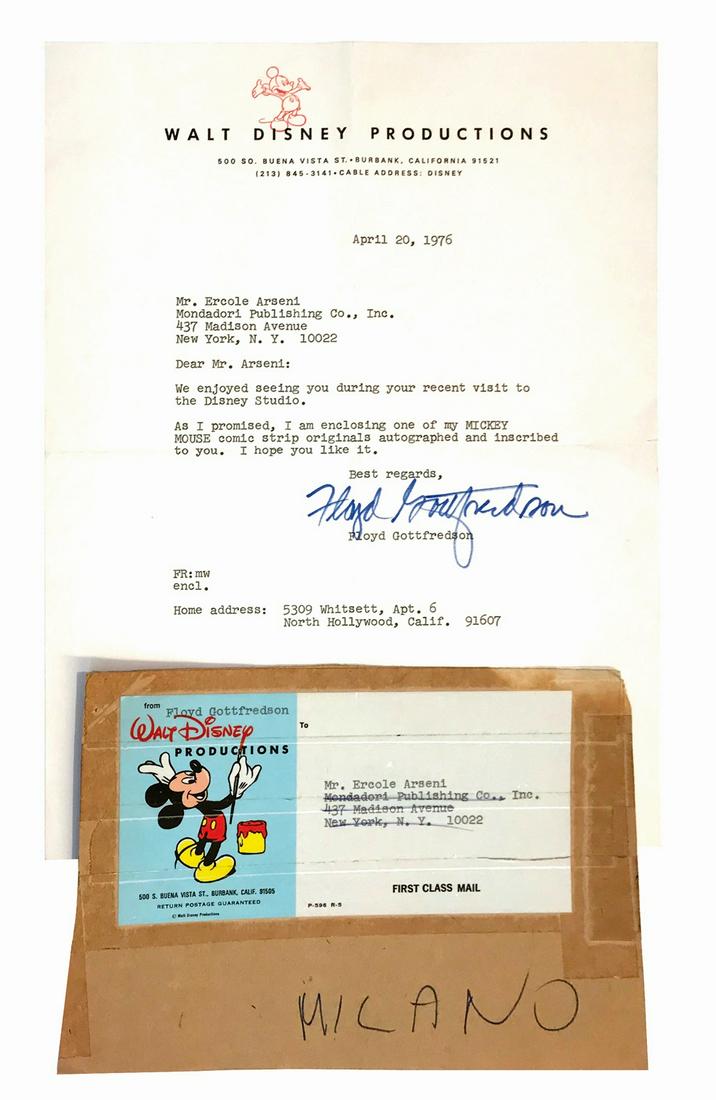 WALT DISNEY PRODUCTIONS
500 SO. BUENA VISTA ST.•BURBANK, CALIFORNIA 91521
(213) 845-3141•CABLE ADDRESS: DISNEY
April 20, 1976
Mr. Ercole Arseni
Mondadori Publishing Co., Inc.
437 Madison Avenue
New York, N. Y. 10022
Dear Mr. Arseni:
We enjoyed seeing you during your recent visit to
the Disney Studio.
As I promised, I am enclosing one of my MICKEY
MOUSE comic strip originals autographed and inscribed
to you. I hope you like it.
Best regards,
Floyd Gottfredson
Floyd Gottfredson
FR:mw
encl.
Home address: 5309 Whitsett, Apt. 6
North Hollywood, Calif. 91607
from Floyd Gottfredson
WALT DISNEY
PRODUCTIONS
500 S. BUENA VISTA ST., BURBANK, CALIF. 91505
RETURN POSTAGE GUARANTEED
© Walt Disney Productions
To
Mr. Ercole Arseni
Mondadori Publishing Co., Inc.
437 Madison Avenue
New York, N. Y. 10022
FIRST CLASS MAIL
P-596 R-5
MILANO